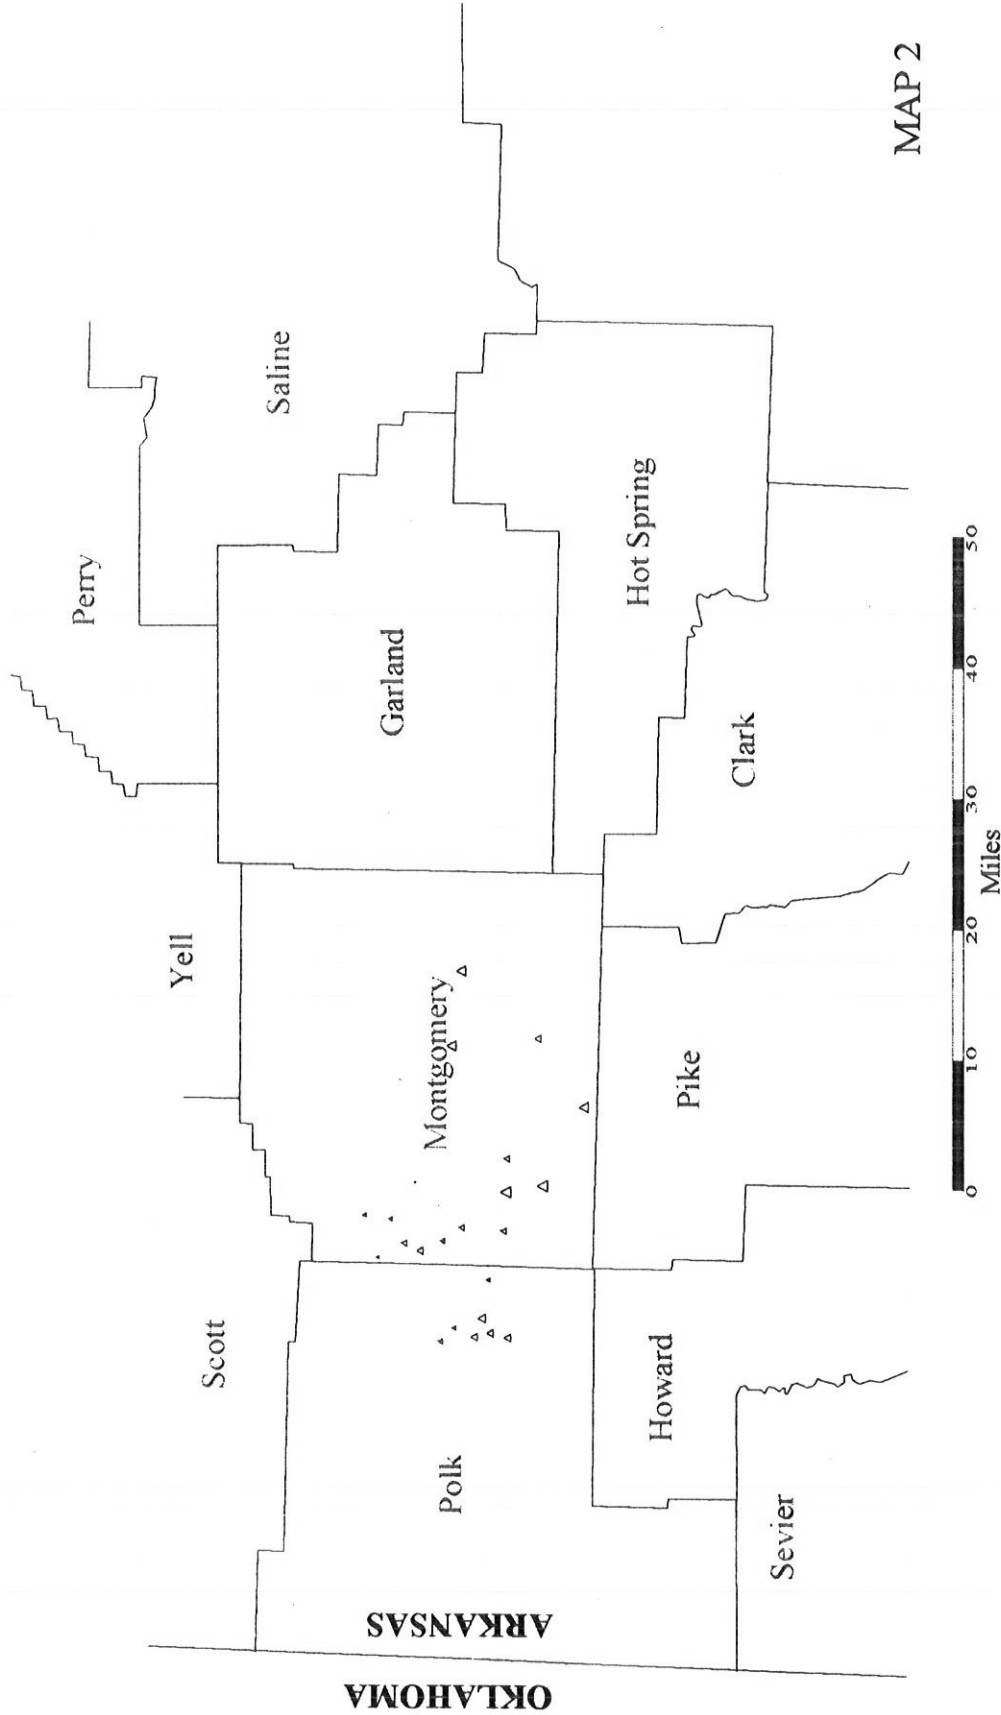 Perry
Yell
Scott
Saline
Garland
Montgomery
Polk
Hot Spring
Clark
Pike
Howard
Sevier
ARKANSAS
OKLAHOMA
0 10 20 30 40 50
Miles
MAP 2